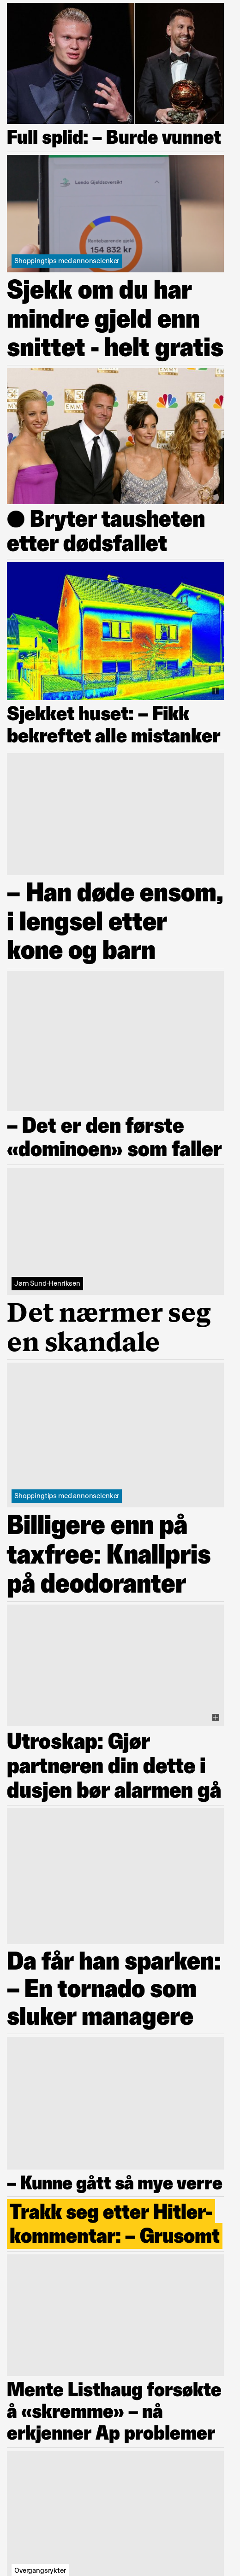 Full splid: – Burde vunnet
154 832 kr
Shoppingtips med annonselenker
Sjekk om du har
mindre gjeld enn
snittet - helt gratis
NBC
● Bryter tausheten
etter dødsfallet
Sjekket huset: – Fikk
bekreftet alle mistanker
– Han døde ensom,
i lengsel etter
kone og barn
– Det er den første
«dominoen» som faller
Jørn Sund-Henriksen
Det nærmer seg
en skandale
Shoppingtips med annonselenker
Billigere enn på
taxfree: Knallpris
på deodoranter
Utroskap: Gjør
partneren din dette i
dusjen bør alarmen gå
Da får han sparken:
– En tornado som
sluker managere
– Kunne gått så mye verre
Trakk seg etter Hitler-
kommentar: – Grusomt
Mente Listhaug forsøkte
å «skremme» – nå
erkjenner Ap problemer
Overgangsrykter